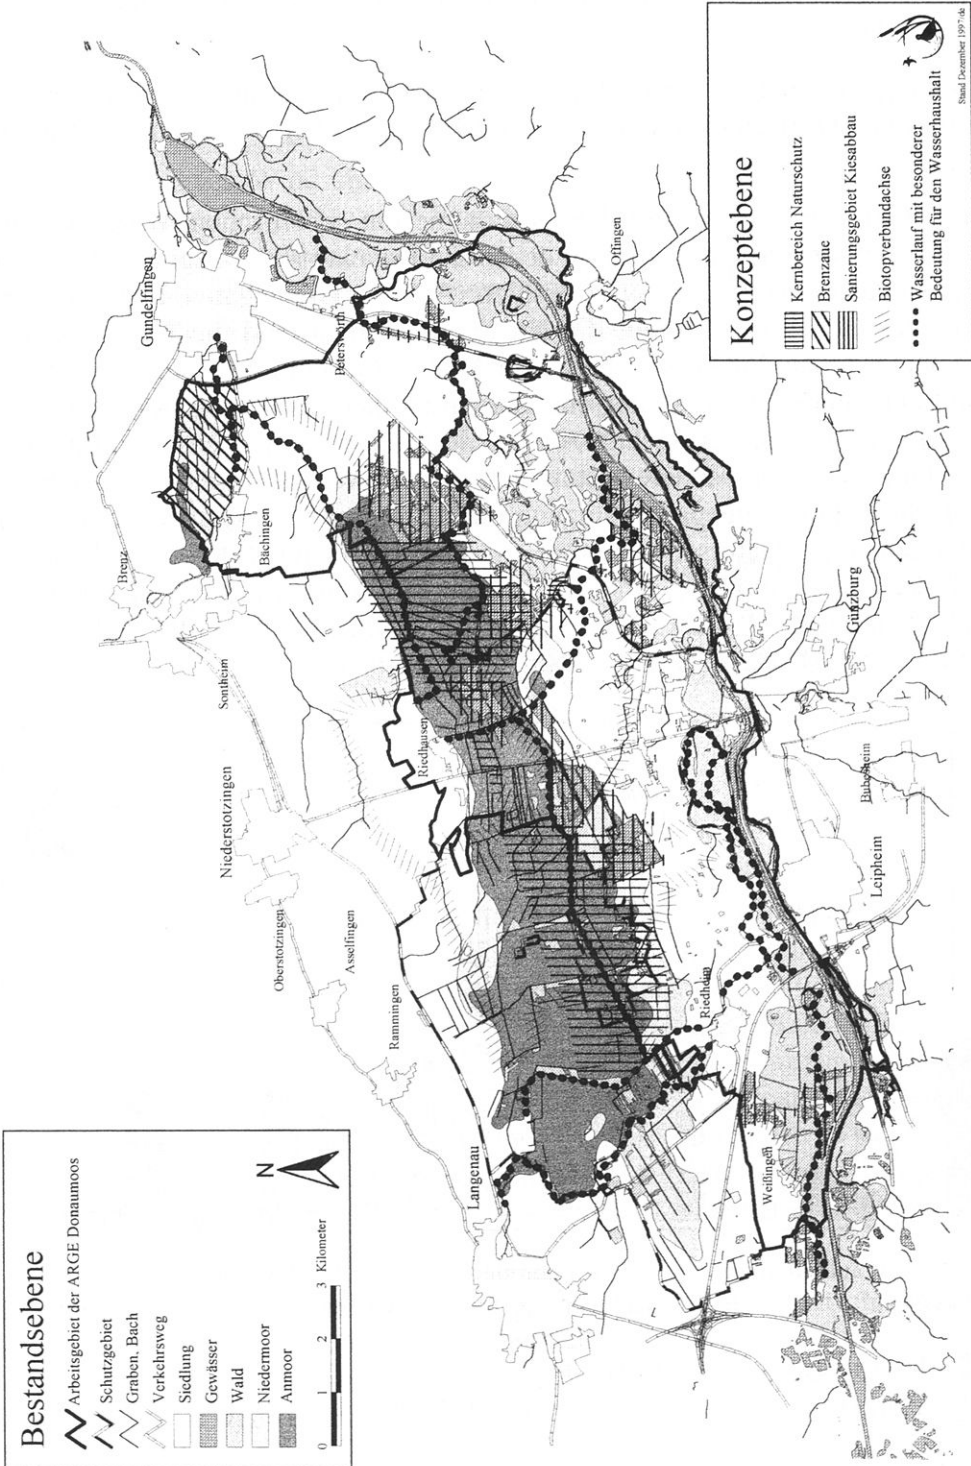 Bestandsebene
Arbeitsgebiet der ARGE Donaumoos
Schutzgebiet
Graben, Bach
Verkehrsweg
Siedlung
Gewässer
Wald
Niedermoor
Anmoor
0 1 2 3 Kilometer
N
Langenau
Rammingen
Asselfingen
Oberstotzingen
Niederstotzingen
Sontheim
Brenz
Bächingen
Gundelfingen
Peterswörth
Riedhausen
Riedheim
Weißingen
Leipheim
Bubesheim
Günzburg
Offingen
Konzeptebene
Kernbereich Naturschutz
Brenzaue
Sanierungsgebiet Kiesabbau
Biotopverbundachse
Wasserlauf mit besonderer
Bedeutung für den Wasserhaushalt
Stand Dezember 1997/de